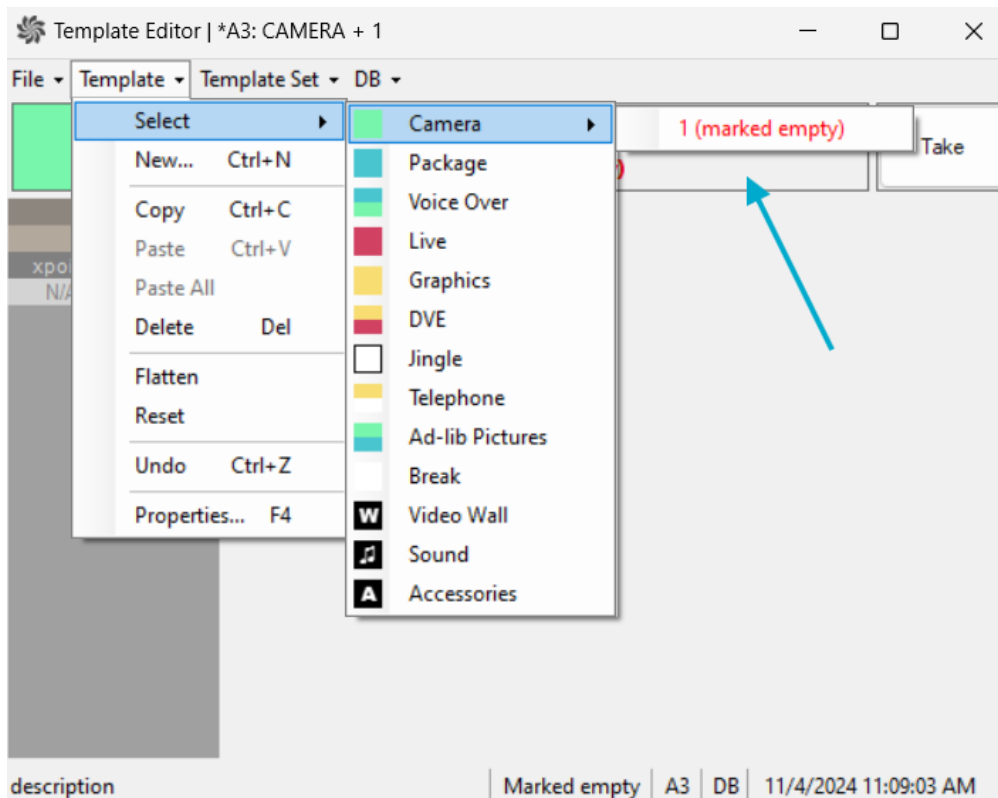 Template Editor | *A3: CAMERA + 1
File Template Template Set DB
Select
New... Ctrl+N
Copy Ctrl+C
Paste Ctrl+V
Paste All
Delete Del
Flatten
Reset
Undo Ctrl+Z
Properties... F4
Camera
Package
Voice Over
Live
Graphics
DVE
Jingle
Telephone
Ad-lib Pictures
Break
W Video Wall
Sound
A Accessories
1 (marked empty)
Take
N/A
description Marked empty A3 DB 11/4/2024 11:09:03 AM